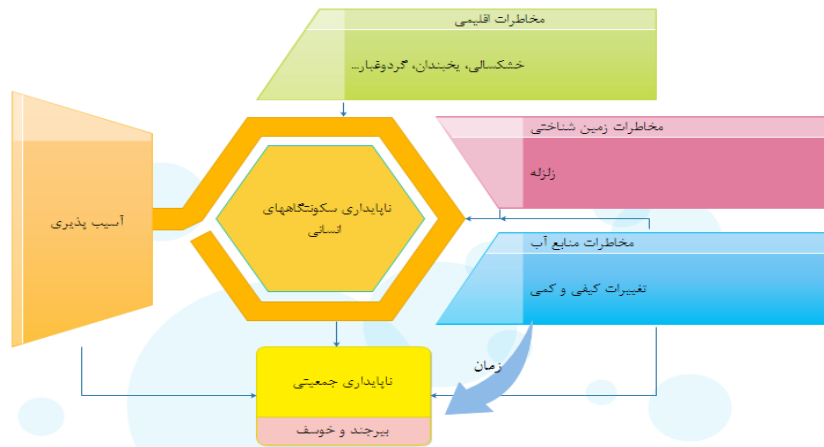 مخاطرات اقلیمی
خشکسالی، یخبندان، گردوغبار...
مخاطرات زمین شناختی
زلزله
ناپایداری سکونتگاههای
انسانی
آسیب پذیری
مخاطرات منابع آب
تغییرات کیفی و کمی
زمان
ناپایداری جمعیتی
بیرجند و خوسف